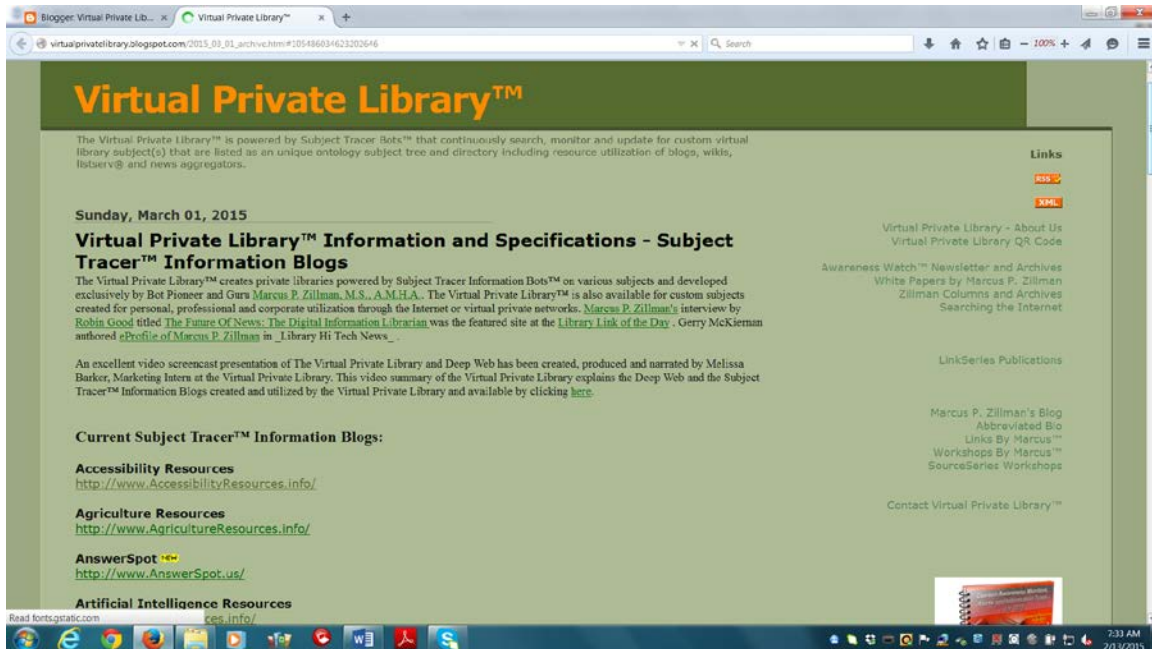 Blogger: Virtual Private Lib...
Virtual Private Library™
virtualprivatelibrary.blogspot.com/2015_03_01_archive.html#105486034623202646
Search
100%
Virtual Private Library™
The Virtual Private Library™ is powered by Subject Tracer Bots™ that continuously search, monitor and update for custom virtual
library subject(s) that are listed as an unique ontology subject tree and directory including resource utilization of blogs, wikis,
listserv® and news aggregators.
Sunday, March 01, 2015
Virtual Private Library™ Information and Specifications - Subject
Tracer™ Information Blogs
The Virtual Private Library™ creates private libraries powered by Subject Tracer Information Bots™ on various subjects and developed
exclusively by Bot Pioneer and Guru Marcus P. Zillman, M.S., A.M.H.A.. The Virtual Private Library™ is also available for custom subjects
created for personal, professional and corporate utilization through the Internet or virtual private networks. Marcus P. Zillman's interview by
Robin Good titled The Future Of News: The Digital Information Librarian was the featured site at the Library Link of the Day . Gerry McKiernan
authored eProfile of Marcus P. Zillman in _Library Hi Tech News_ .
An excellent video screencast presentation of The Virtual Private Library and Deep Web has been created, produced and narrated by Melissa
Barker, Marketing Intern at the Virtual Private Library. This video summary of the Virtual Private Library explains the Deep Web and the Subject
Tracer™ Information Blogs created and utilized by the Virtual Private Library and available by clicking here.
Current Subject Tracer™ Information Blogs:
Accessibility Resources
http://www.AccessibilityResources.info/
Agriculture Resources
http://www.AgricultureResources.info/
AnswerSpot NEW
http://www.AnswerSpot.us/
Artificial Intelligence Resources
ces.info/
Links
RSS
XML
Virtual Private Library - About Us
Virtual Private Library QR Code
Awareness Watch™ Newsletter and Archives
White Papers by Marcus P. Zillman
Zillman Columns and Archives
Searching the Internet
LinkSeries Publications
Marcus P. Zillman's Blog
Abbreviated Bio
Links By Marcus™
Workshops By Marcus™
SourceSeries Workshops
Contact Virtual Private Library™
Read fonts.gstatic.com
7:33 AM
2/13/2015